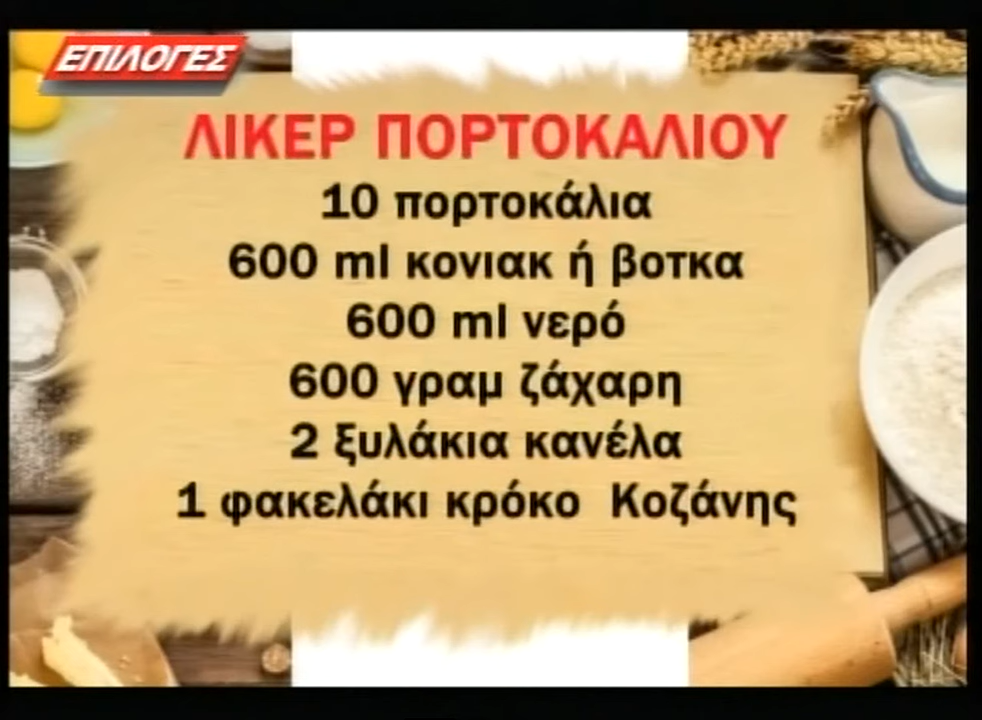 ΕΠΙΛΟΓΕΣ
ΛΙΚΕΡ ΠΟΡΤΟΚΑΛΙΟΥ
10 πορτοκάλια
600 ml κονιακ ή βοτκα
600 ml νερό
600 γραμ ζάχαρη
2 ξυλάκια κανέλα
1 φακελάκι κρόκο Κοζάνης